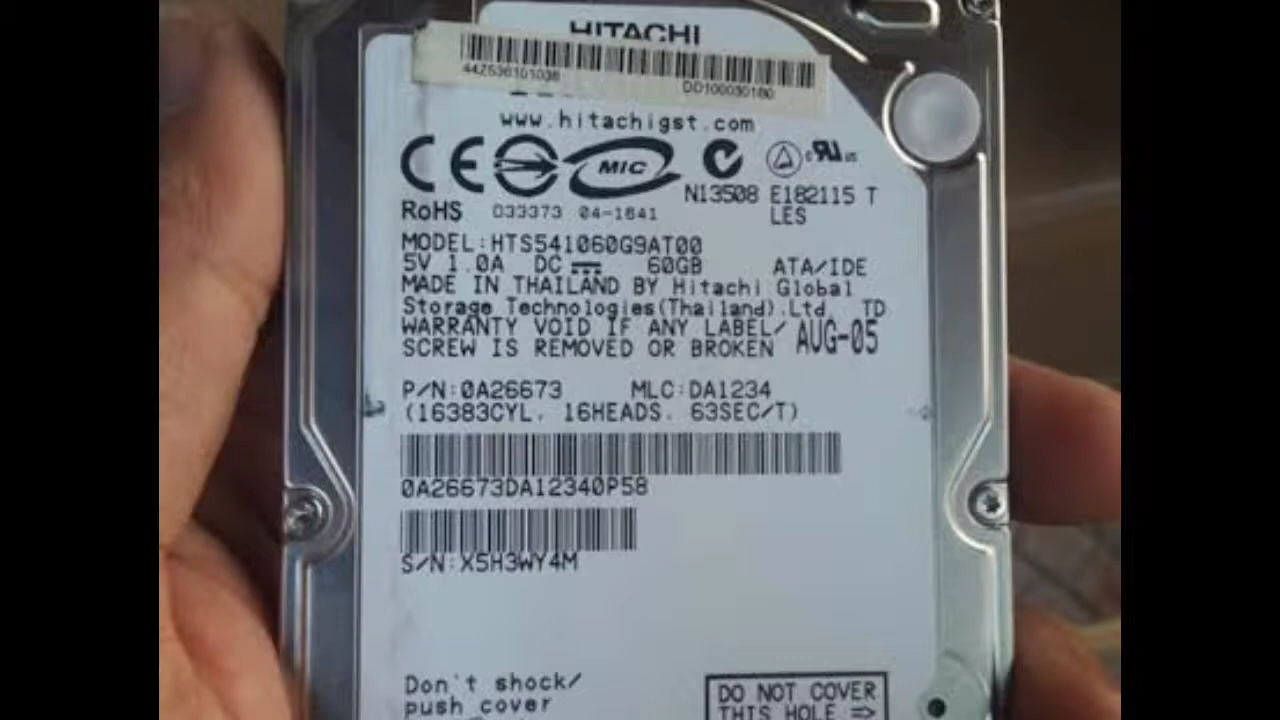 HITACHI
44Z536101038 DD100030180
www.hitachigst.com
CE MIC
N13508 E182115 T
RoHS D33373 04-1641 LES
MODEL:HTS541060G9AT00
5V 1.0A DC 60GB ATA/IDE
MADE IN THAILAND BY Hitachi Global
Storage Technologies(Thailand).Ltd TD
WARRANTY VOID IF ANY LABEL/ AUG-05
SCREW IS REMOVED OR BROKEN
P/N:0A26673 MLC:DA1234
(16383CYL. 16HEADS. 63SEC/T)
0A26673DA12340P58
S/N:X5H3WY4M
Don't shock/
push cover
DO NOT COVER
THIS HOLE =>